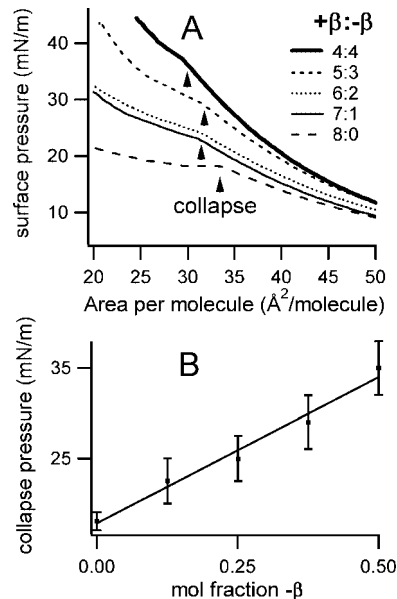 A
+β:-β
4:4
5:3
6:2
7:1
8:0
surface pressure (mN/m)
40
30
20
10
collapse
20 25 30 35 40 45 50
Area per molecule (Å²/molecule)
B
collapse pressure (mN/m)
35
25
0.00 0.25 0.50
mol fraction -β